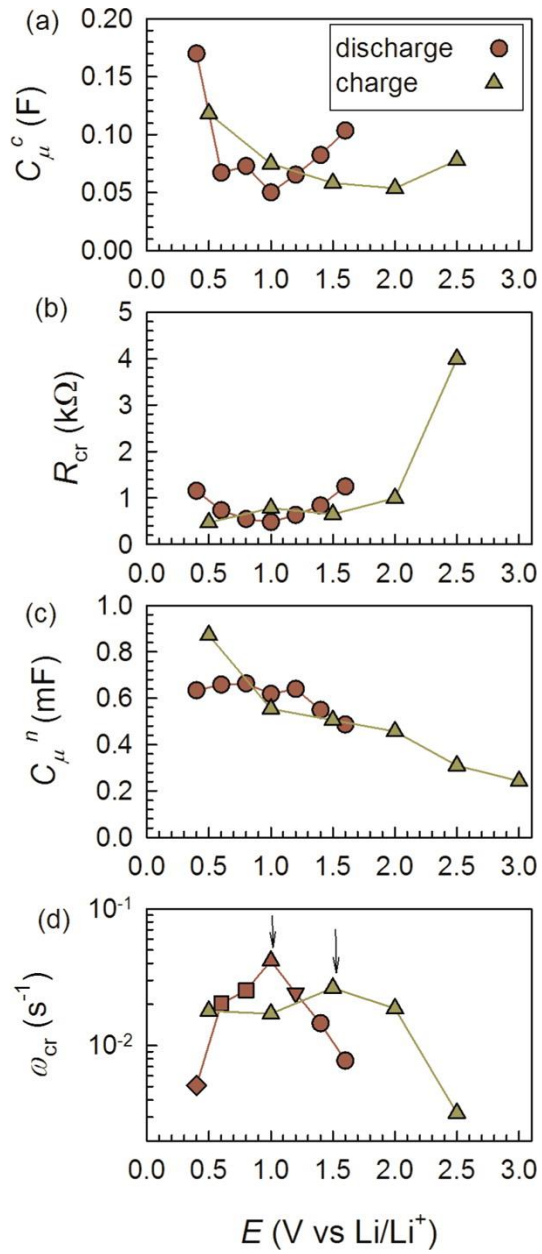 (a)
0.20
0.15
0.10
0.05
0.00
C_μ^c (F)
discharge
charge
0.0 0.5 1.0 1.5 2.0 2.5 3.0
(b)
5
4
3
2
1
0
R_cr (kΩ)
0.0 0.5 1.0 1.5 2.0 2.5 3.0
(c)
1.0
0.8
0.6
0.4
0.2
0.0
C_μ^n (mF)
0.0 0.5 1.0 1.5 2.0 2.5 3.0
(d)
10^-1
10^-2
ω_cr (s^-1)
0.0 0.5 1.0 1.5 2.0 2.5 3.0
E (V vs Li/Li^+)